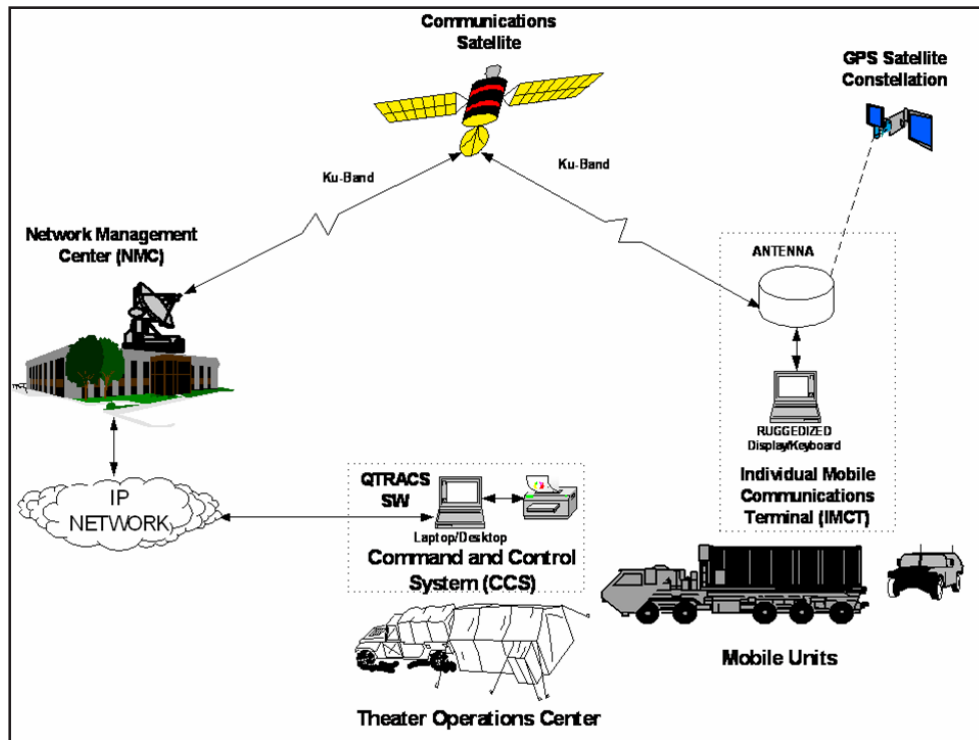 Communications
Satellite
GPS Satellite
Constellation
Ku-Band
Ku-Band
Network Management
Center (NMC)
ANTENNA
RUGGEDIZED
Display/Keyboard
Individual Mobile
Communications
Terminal (IMCT)
IP
NETWORK
QTRACS
SW
Laptop/Desktop
Command and Control
System (CCS)
Mobile Units
Theater Operations Center